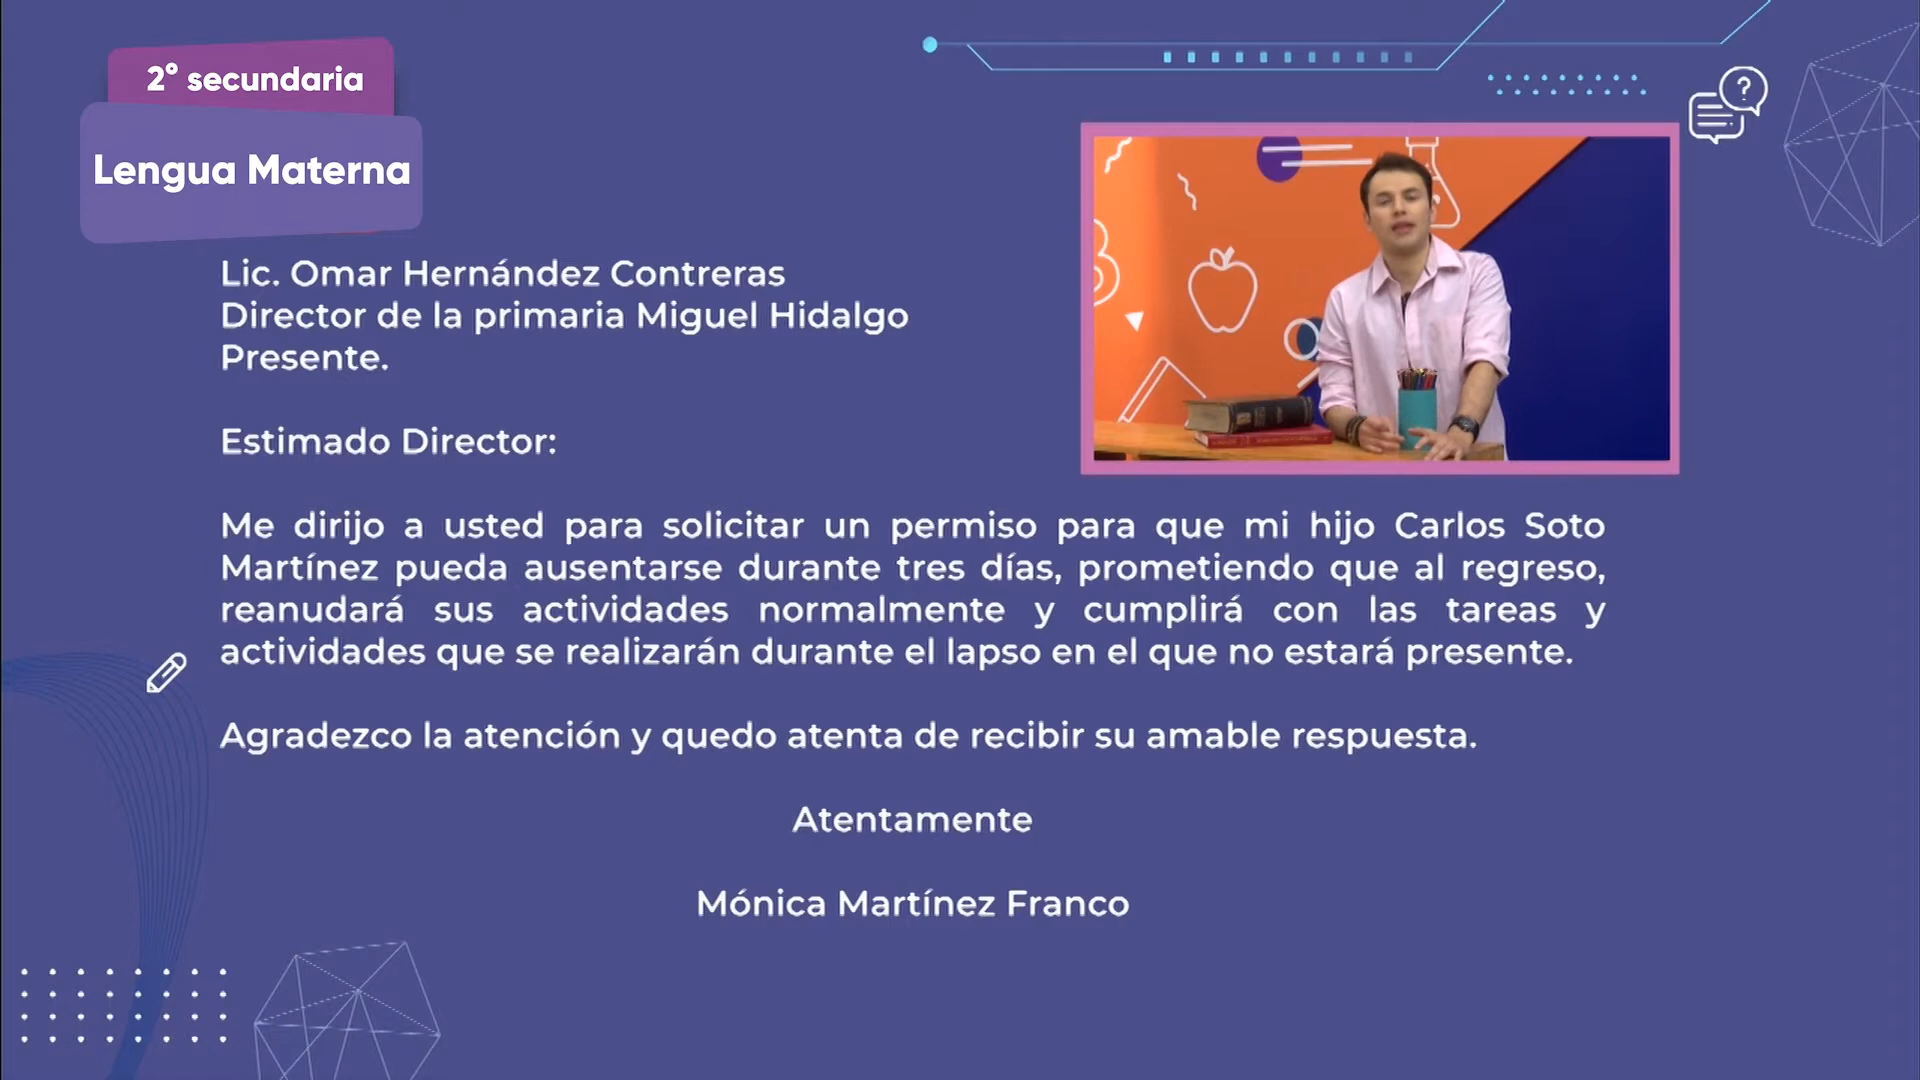 2° secundaria
Lengua Materna
Lic. Omar Hernández Contreras
Director de la primaria Miguel Hidalgo
Presente.
Estimado Director:
Me dirijo a usted para solicitar un permiso para que mi hijo Carlos Soto
Martínez pueda ausentarse durante tres días, prometiendo que al regreso,
reanudará sus actividades normalmente y cumplirá con las tareas y
actividades que se realizarán durante el lapso en el que no estará presente.
Agradezco la atención y quedo atenta de recibir su amable respuesta.
Atentamente
Mónica Martínez Franco